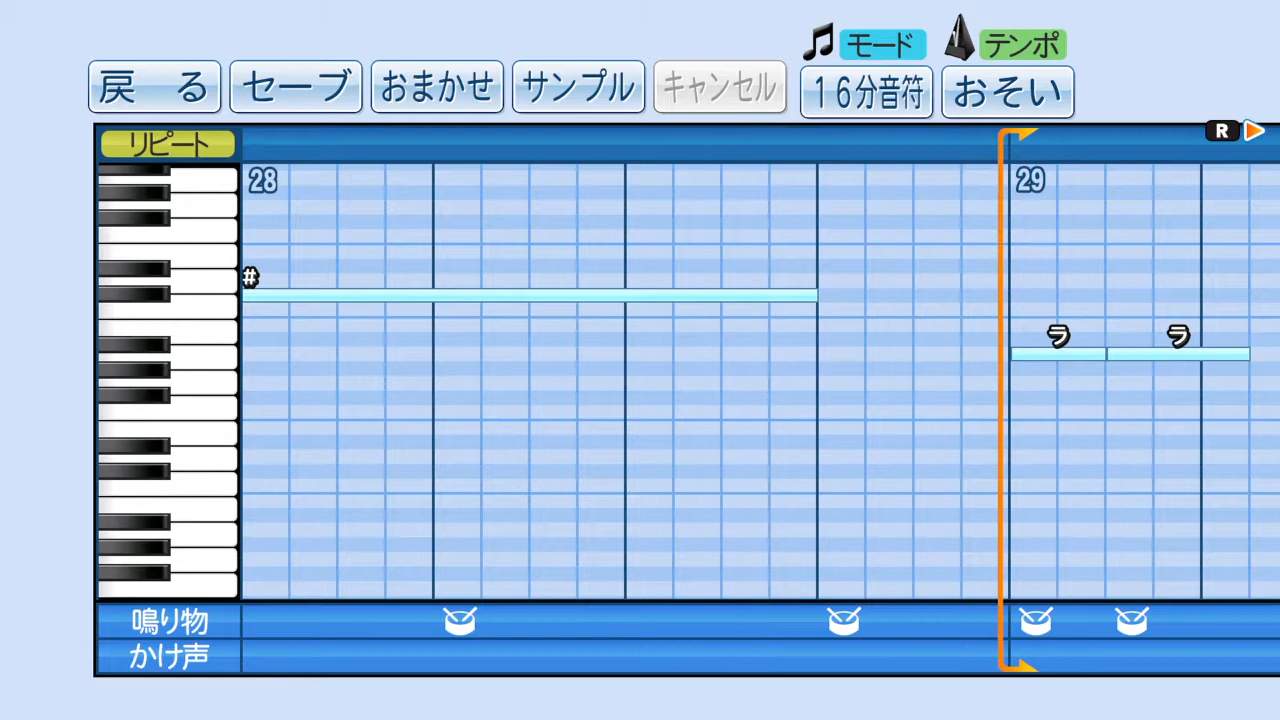 モード テンポ
戻る セーブ おまかせ サンプル キャンセル 16分音符 おそい
リピート R
28 29
#
ラ ラ
鳴り物
かけ声